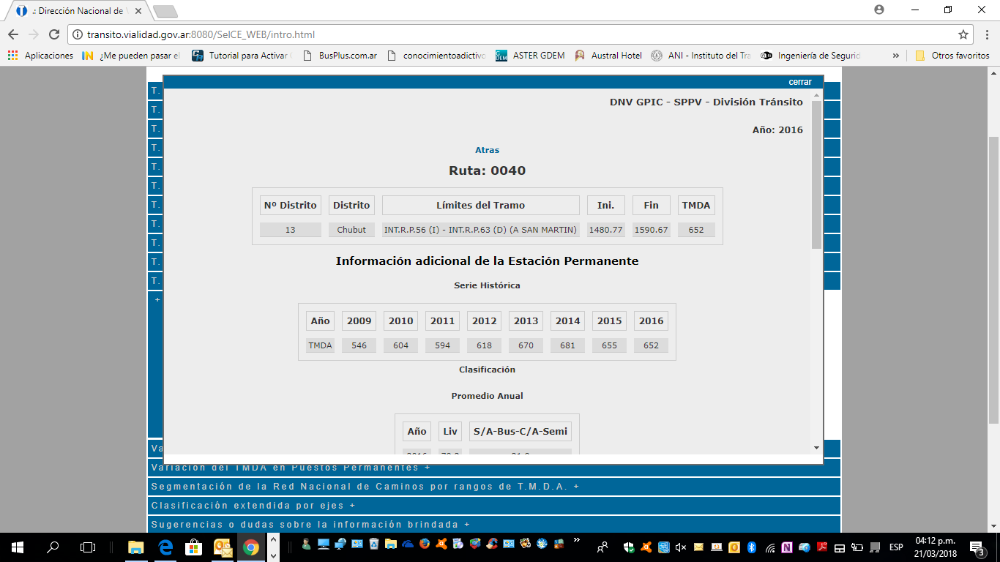 .: Dirección Nacional de
transito.vialidad.gov.ar:8080/SelCE_WEB/intro.html
Aplicaciones ¿Me pueden pasar el Tutorial para Activar BusPlus.com.ar conocimientoadictivo ASTER GDEM Austral Hotel ANI - Instituto del Tra Ingeniería de Segurid » Otros favoritos
cerrar
T.
T.
T.
T.
T.
T.
T.
T.
T.
T.
T.
+
DNV GPIC - SPPV - División Tránsito
Año: 2016
Atras
Ruta: 0040
Nº Distrito Distrito Límites del Tramo Ini. Fin TMDA
13 Chubut INT.R.P.56 (I) - INT.R.P.63 (D) (A SAN MARTIN) 1480.77 1590.67 652
Información adicional de la Estación Permanente
Serie Histórica
Año 2009 2010 2011 2012 2013 2014 2015 2016
TMDA 546 604 594 618 670 681 655 652
Clasificación
Promedio Anual
Año Liv S/A-Bus-C/A-Semi
Va
Variación del TMDA en Puestos Permanentes +
Segmentación de la Red Nacional de Caminos por rangos de T.M.D.A. +
Clasificación extendida por ejes +
Sugerencias o dudas sobre la información brindada +
ESP
04:12 p.m.
21/03/2018
3